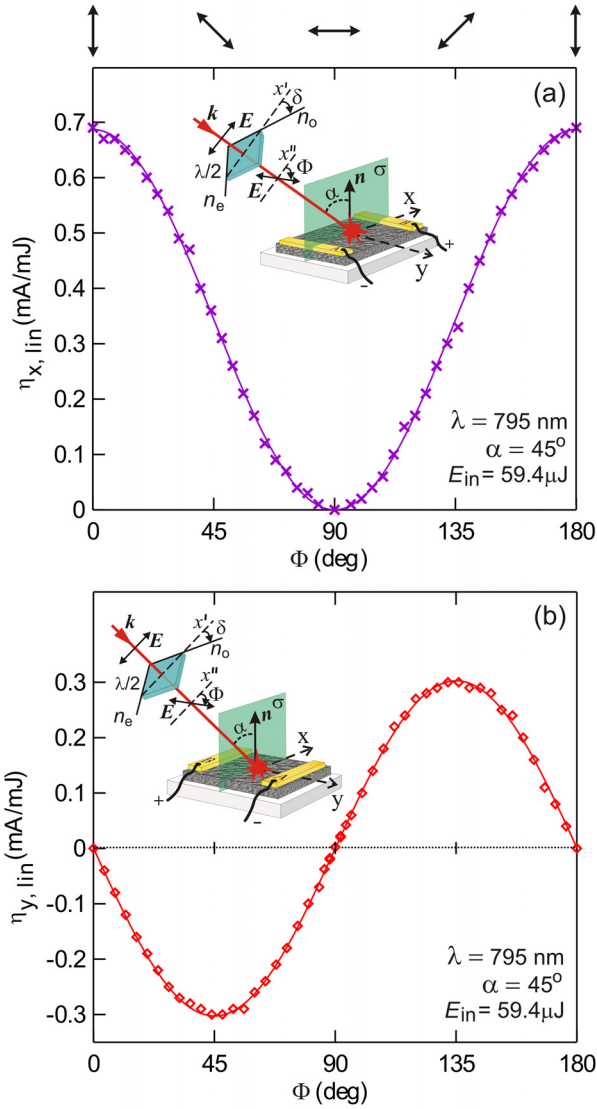 (a)
0.7
0.6
0.5
0.4
0.3
0.2
0.1
0
η_x, lin (mA/mJ)
k
E
x'
δ
n_o
λ/2
n_e
E
x"
Φ
α
n
σ
x
y
+
-
λ = 795 nm
α = 45°
E_in = 59.4μJ
0 45 90 135 180
Φ (deg)
(b)
0.3
0.2
0.1
0
-0.1
-0.2
-0.3
η_y, lin (mA/mJ)
k
E
x'
δ
n_o
λ/2
n_e
E
x"
Φ
α
n
σ
x
y
+
-
λ = 795 nm
α = 45°
E_in = 59.4μJ
0 45 90 135 180
Φ (deg)